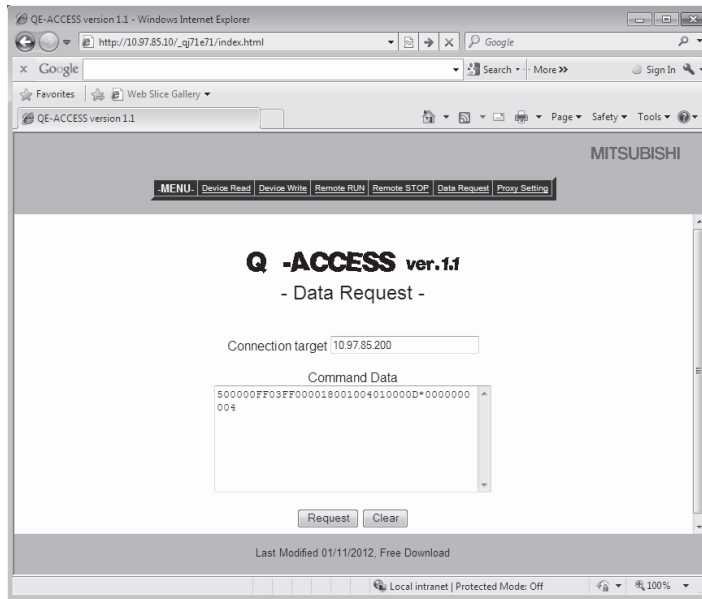 QE-ACCESS version 1.1 - Windows Internet Explorer
http://10.97.85.10/_qj71e71/index.html
Google
Google
Search
More >>
Sign In
Favorites
Web Slice Gallery
QE-ACCESS version 1.1
Page
Safety
Tools
MITSUBISHI
-MENU- Device Read Device Write Remote RUN Remote STOP Data Request Proxy Setting
Q -ACCESS ver.1.1
- Data Request -
Connection target 10.97.85.200
Command Data
500000FF03FF000018001004010000D*0000000
004
Request Clear
Last Modified 01/11/2012, Free Download
Local intranet | Protected Mode: Off
100%